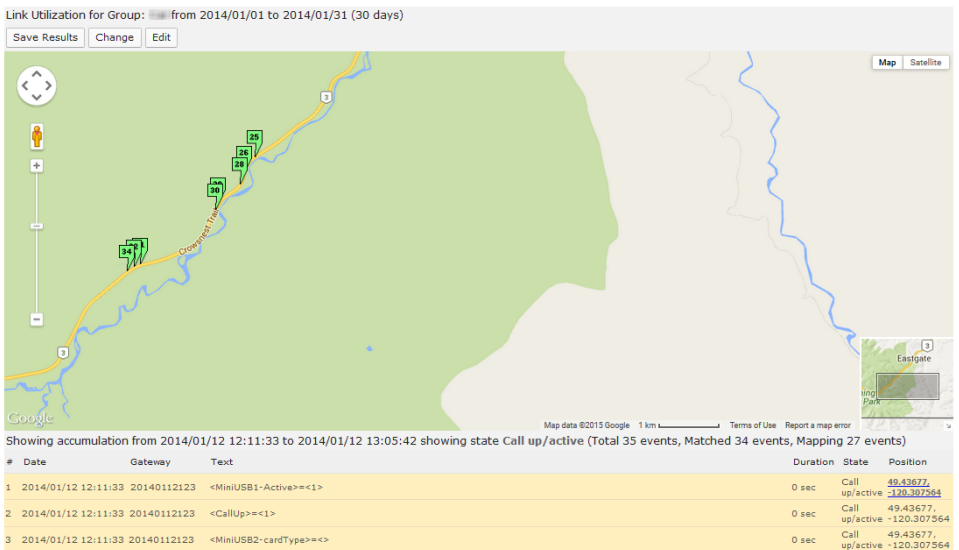 Link Utilization for Group: from 2014/01/01 to 2014/01/31 (30 days)
Save Results Change Edit
Map Satellite
3
25
26
28
30
Crowsnest Trail
34
3
3
Eastgate
Park
Google
Map data ©2015 Google 1 km Terms of Use Report a map error
Showing accumulation from 2014/01/12 12:11:33 to 2014/01/12 13:05:42 showing state Call up/active (Total 35 events, Matched 34 events, Mapping 27 events)
# Date Gateway Text Duration State Position
1 2014/01/12 12:11:33 20140112123 <MiniUSB1-Active>=<1> 0 sec Call up/active 49.43677, -120.307564
2 2014/01/12 12:11:33 20140112123 <CallUp>=<1> 0 sec Call up/active 49.43677, -120.307564
3 2014/01/12 12:11:33 20140112123 <MiniUSB2-cardType>=<> 0 sec Call up/active 49.43677, -120.307564